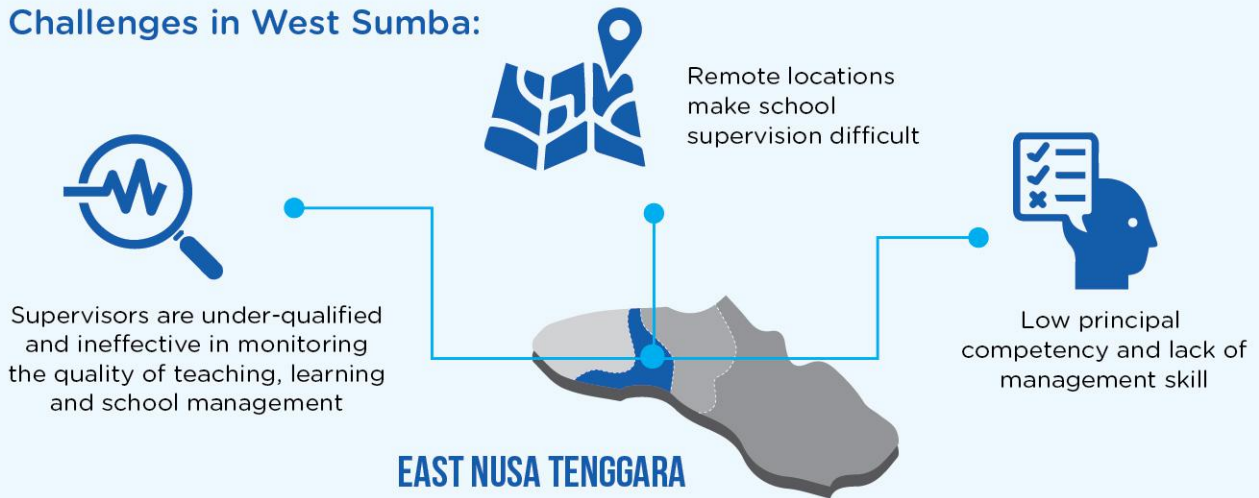 Challenges in West Sumba:
Remote locations
make school
supervision difficult
Supervisors are under-qualified
and ineffective in monitoring
the quality of teaching, learning
and school management
Low principal
competency and lack of
management skill
EAST NUSA TENGGARA